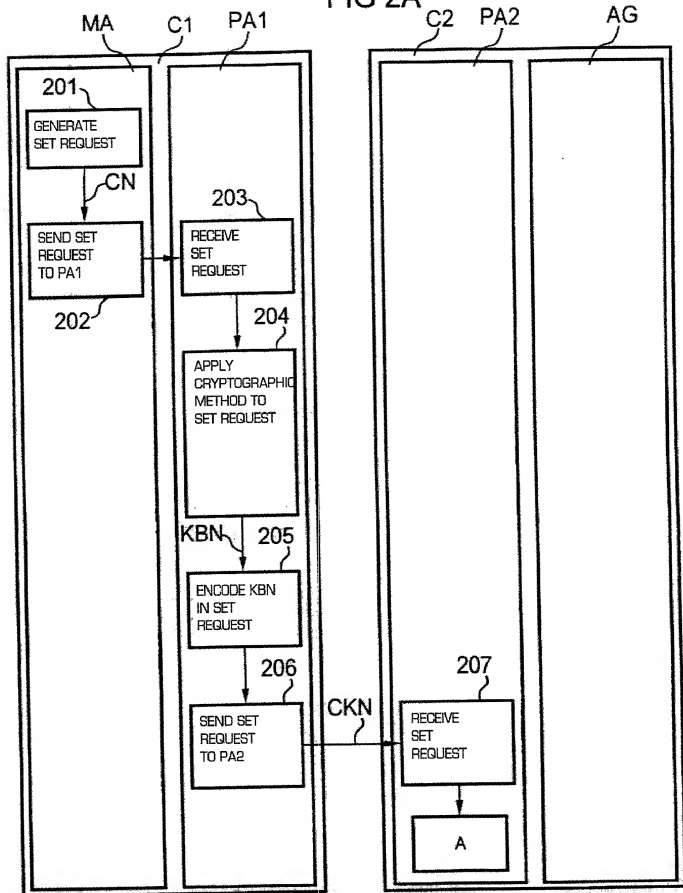 FIG 2A
MA
C1
PA1
C2
PA2
AG
201
GENERATE
SET REQUEST
CN
SEND SET
REQUEST
TO PA1
202
203
RECEIVE
SET
REQUEST
204
APPLY
CRYPTOGRAPHIC
METHOD TO
SET REQUEST
KBN
205
ENCODE KBN
IN SET
REQUEST
206
SEND SET
REQUEST
TO PA2
CKN
207
RECEIVE
SET
REQUEST
A